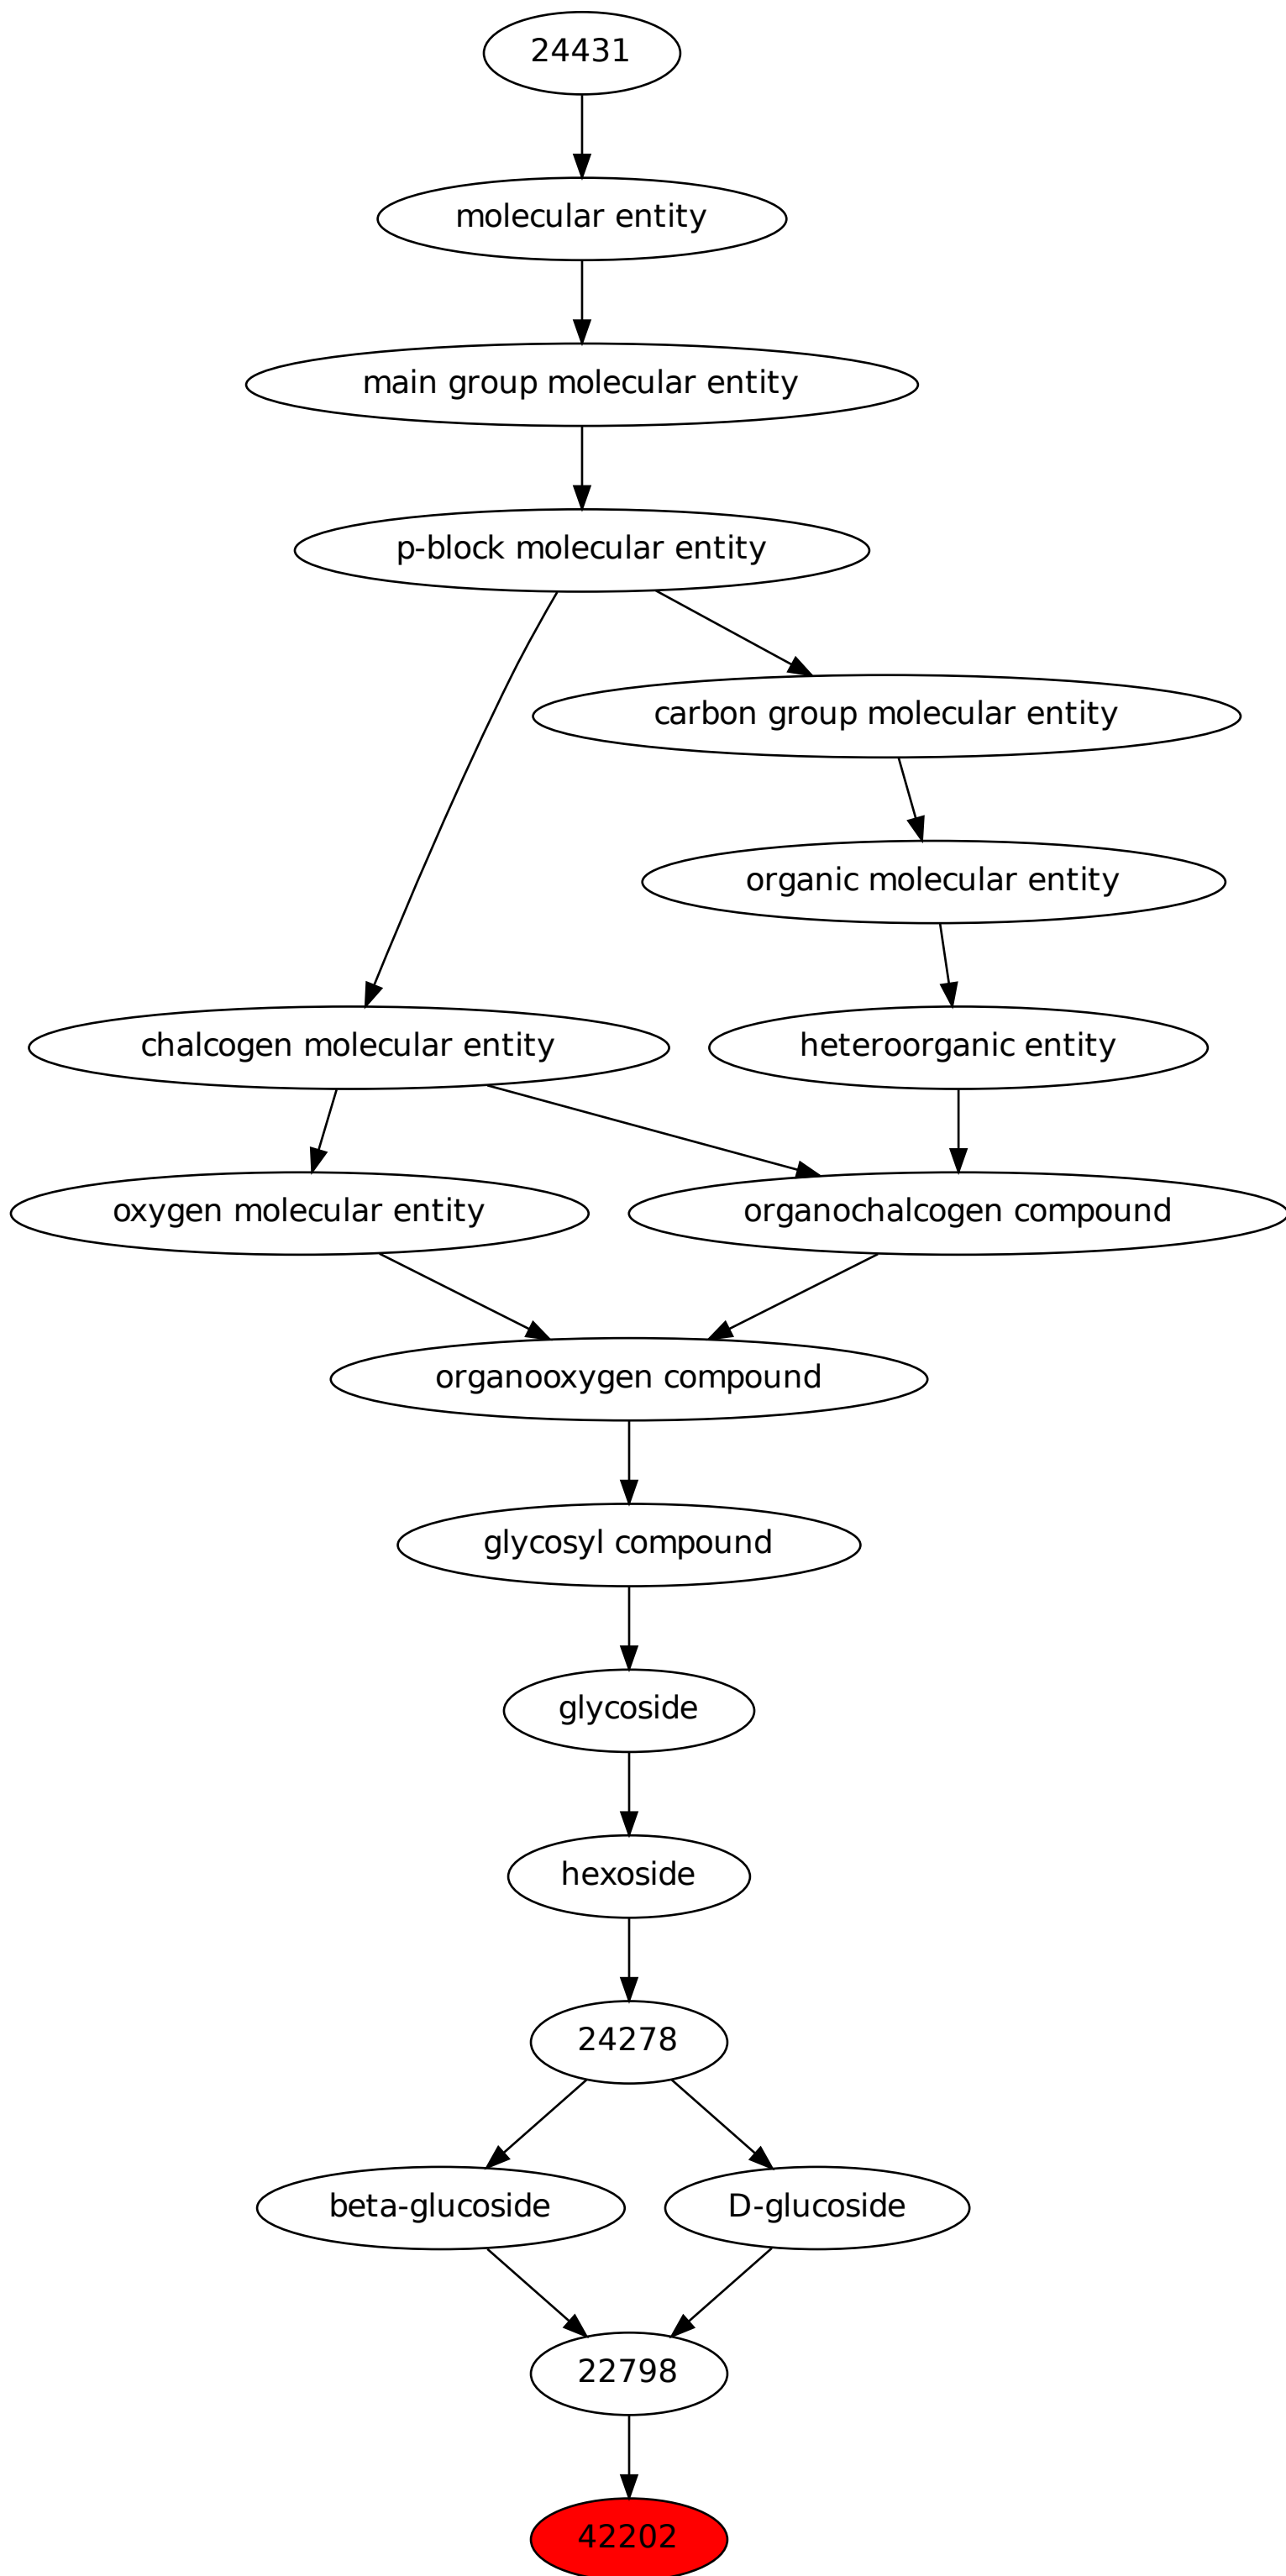 24431
molecular entity
main group molecular entity
p-block molecular entity
carbon group molecular entity
organic molecular entity
chalcogen molecular entity
heteroorganic entity
oxygen molecular entity
organochalcogen compound
organooxygen compound
glycosyl compound
glycoside
hexoside
24278
beta-glucoside
D-glucoside
22798
42202